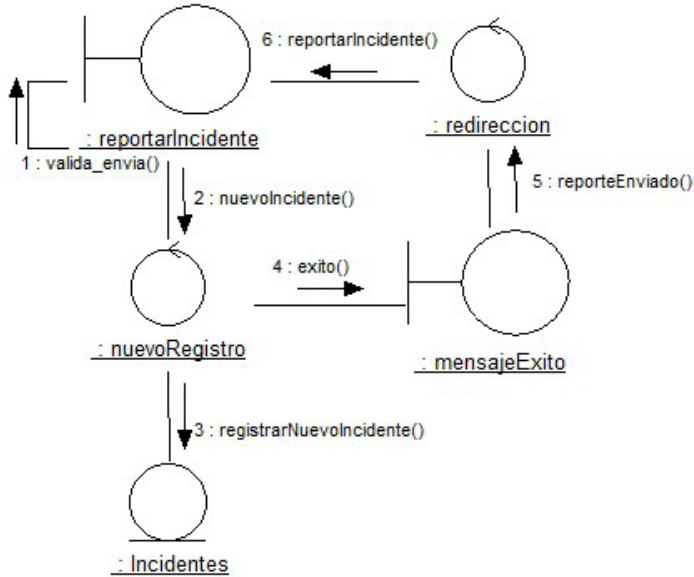 6 : reportarIncidente()
: reportarIncidente
: redireccion
1 : valida_envia()
2 : nuevoIncidente()
5 : reporteEnviado()
4 : exito()
: nuevoRegistro
: mensajeExito
3 : registrarNuevoIncidente()
: Incidentes